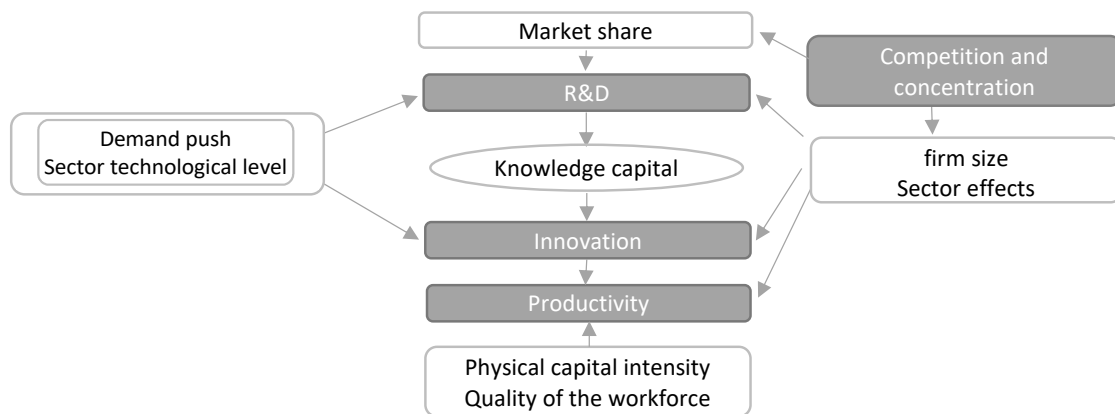 Market share
Competition and
concentration
R&D
Demand push
Sector technological level
Knowledge capital
firm size
Sector effects
Innovation
Productivity
Physical capital intensity
Quality of the workforce